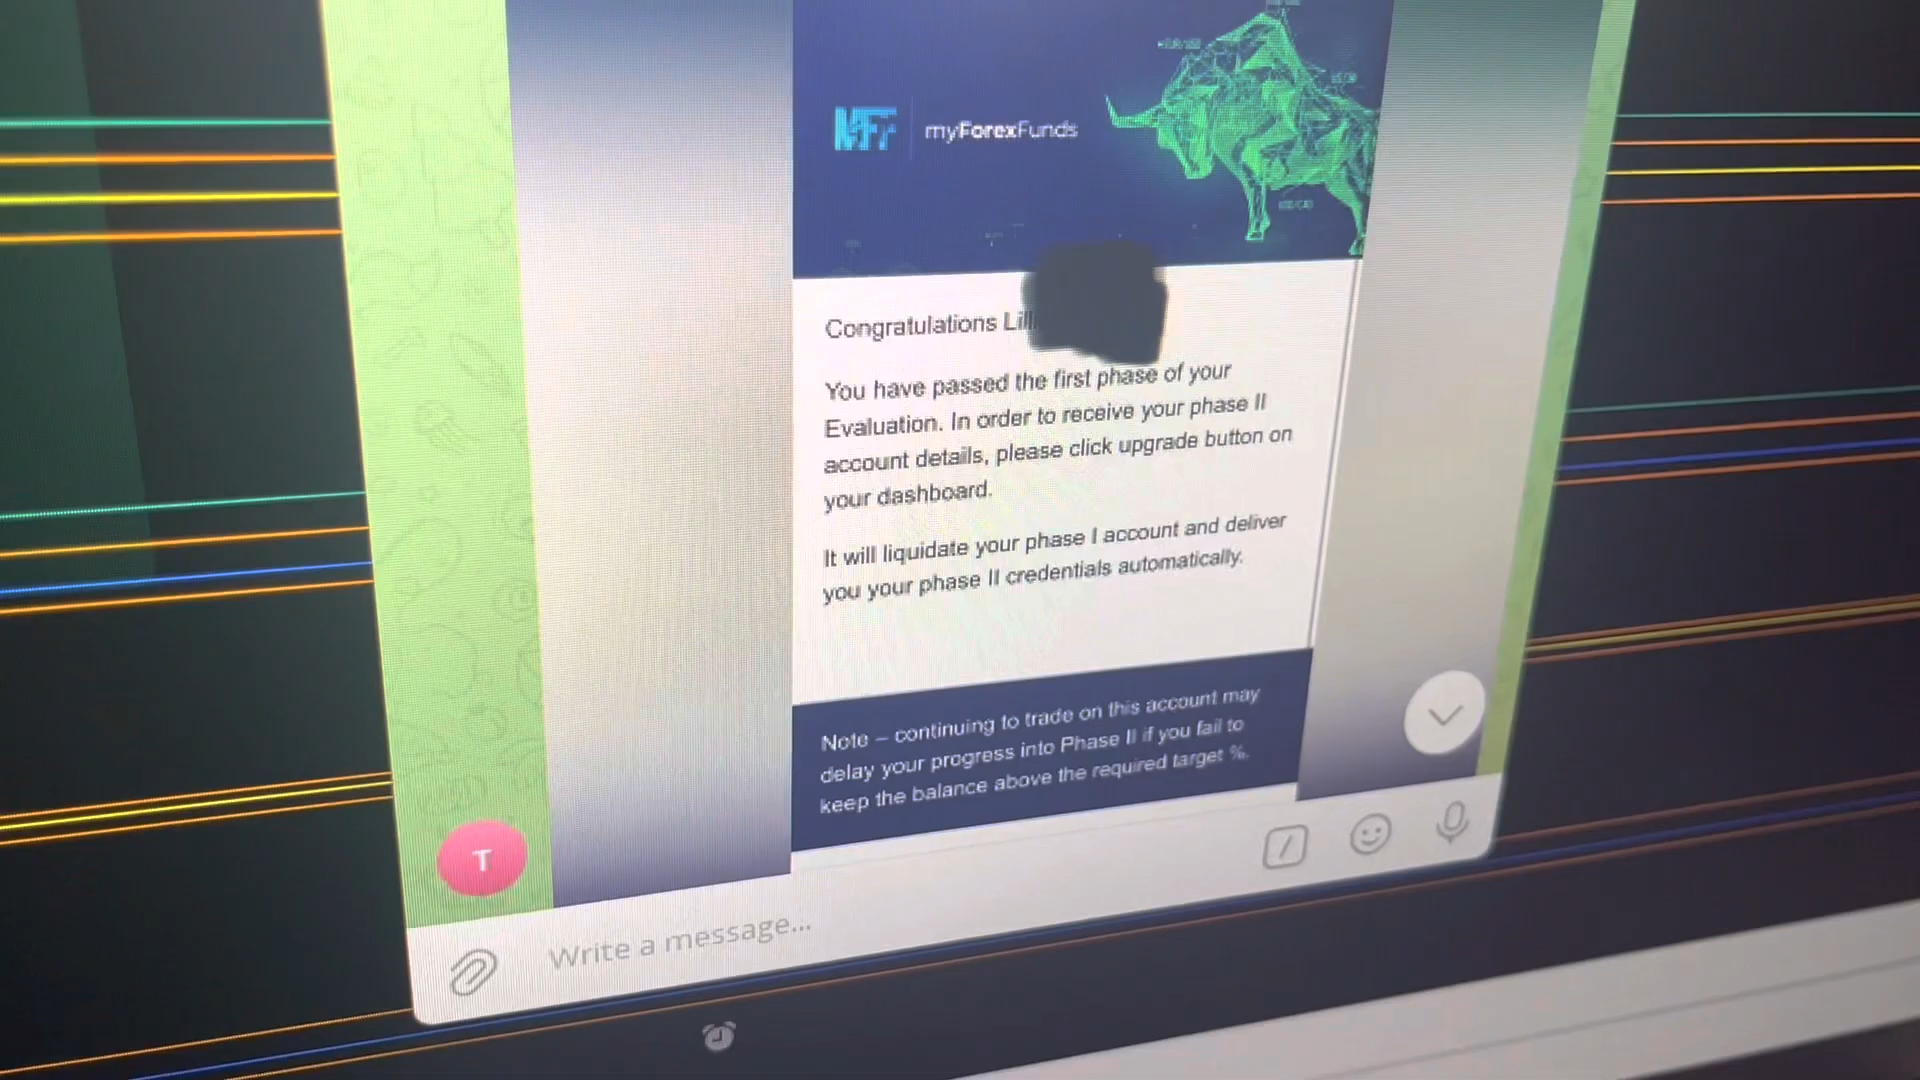 MFF
myForexFunds
Congratulations Lill
You have passed the first phase of your
Evaluation. In order to receive your phase II
account details, please click upgrade button on
your dashboard.
It will liquidate your phase I account and deliver
you your phase II credentials automatically.
Note – continuing to trade on this account may
delay your progress into Phase II if you fail to
keep the balance above the required target %.
T
Write a message...